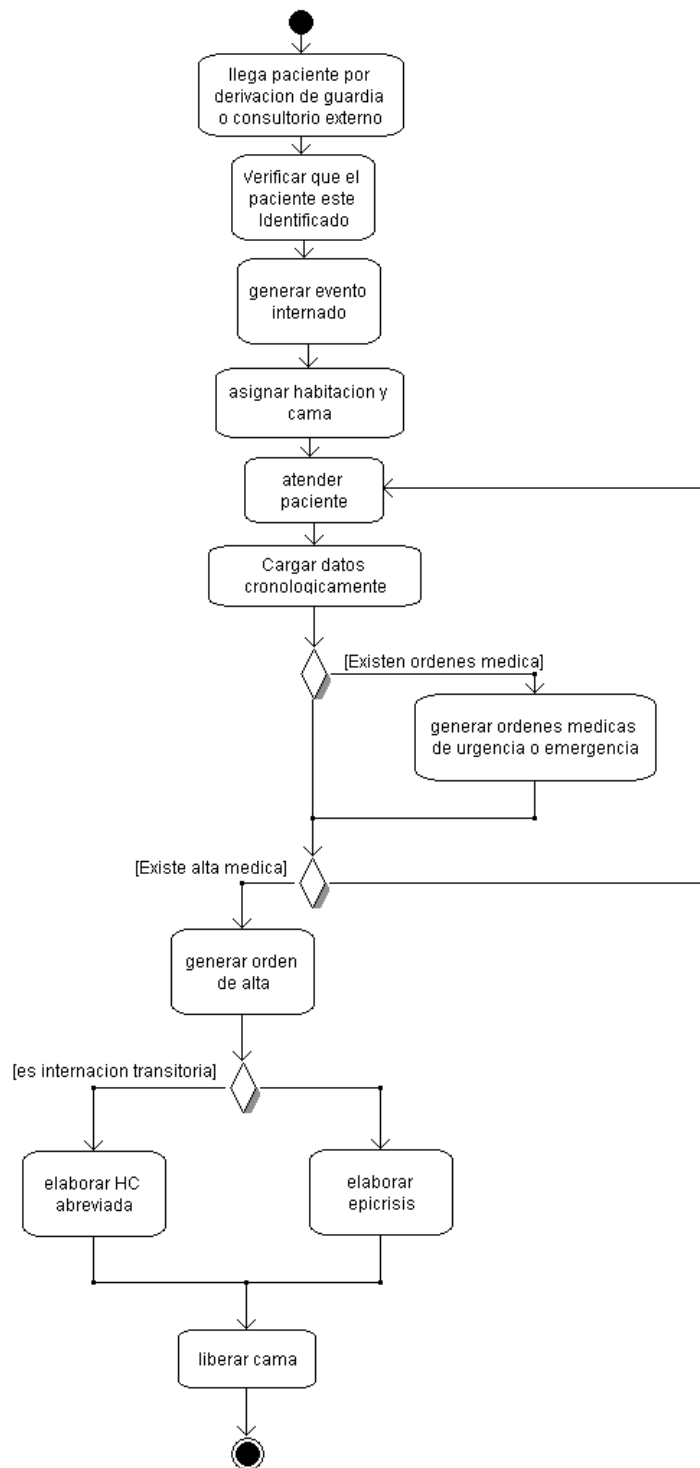 llega paciente por
derivacion de guardia
o consultorio externo
Verificar que el
paciente este
Identificado
generar evento
internado
asignar habitacion y
cama
atender
paciente
Cargar datos
cronologicamente
[Existen ordenes medica]
generar ordenes medicas
de urgencia o emergencia
[Existe alta medica]
generar orden
de alta
[es internacion transitoria]
elaborar HC
abreviada
elaborar
epicrisis
liberar cama